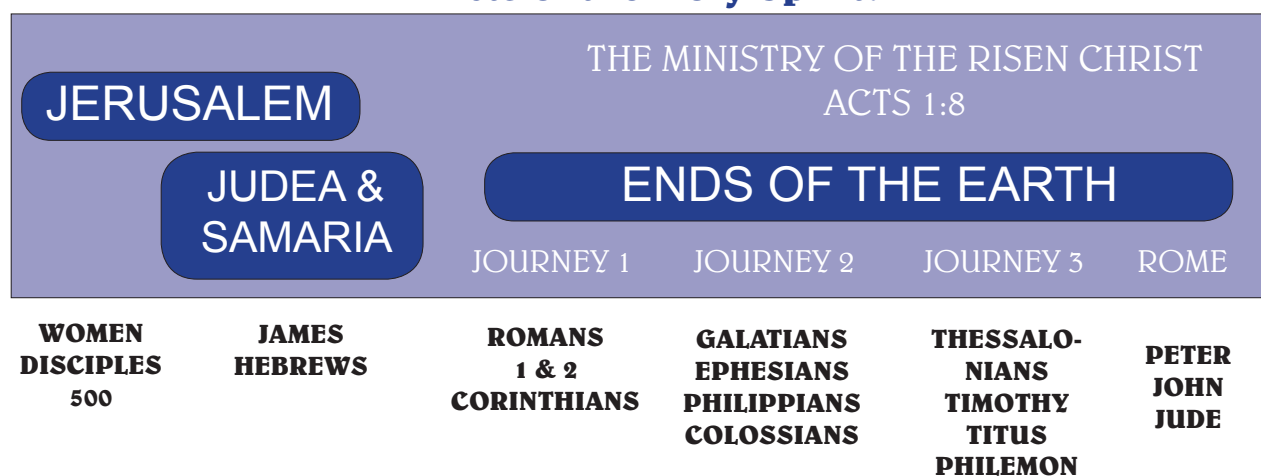 THE MINISTRY OF THE RISEN CHRIST
ACTS 1:8
JERUSALEM
JUDEA &
SAMARIA
ENDS OF THE EARTH
JOURNEY 1
JOURNEY 2
JOURNEY 3
ROME
WOMEN
DISCIPLES
500
JAMES
HEBREWS
ROMANS
1 & 2
CORINTHIANS
GALATIANS
EPHESIANS
PHILIPPIANS
COLOSSIANS
THESSALO-
NIANS
TIMOTHY
TITUS
PHILEMON
PETER
JOHN
JUDE